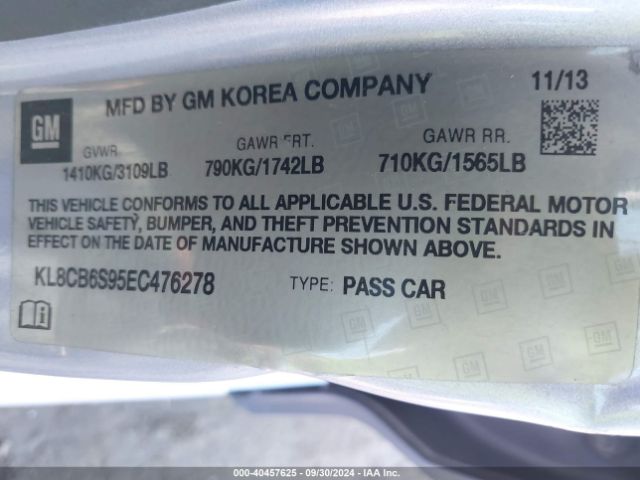 GM
MFD BY GM KOREA COMPANY
11/13
GVWR
GAWR FRT.
GAWR RR.
1410KG/3109LB
790KG/1742LB
710KG/1565LB
THIS VEHICLE CONFORMS TO ALL APPLICABLE U.S. FEDERAL MOTOR
VEHICLE SAFETY, BUMPER, AND THEFT PREVENTION STANDARDS IN
EFFECT ON THE DATE OF MANUFACTURE SHOWN ABOVE.
KL8CB6S95EC476278
TYPE: PASS CAR
000-40457625 - 09/30/2024 - IAA Inc.